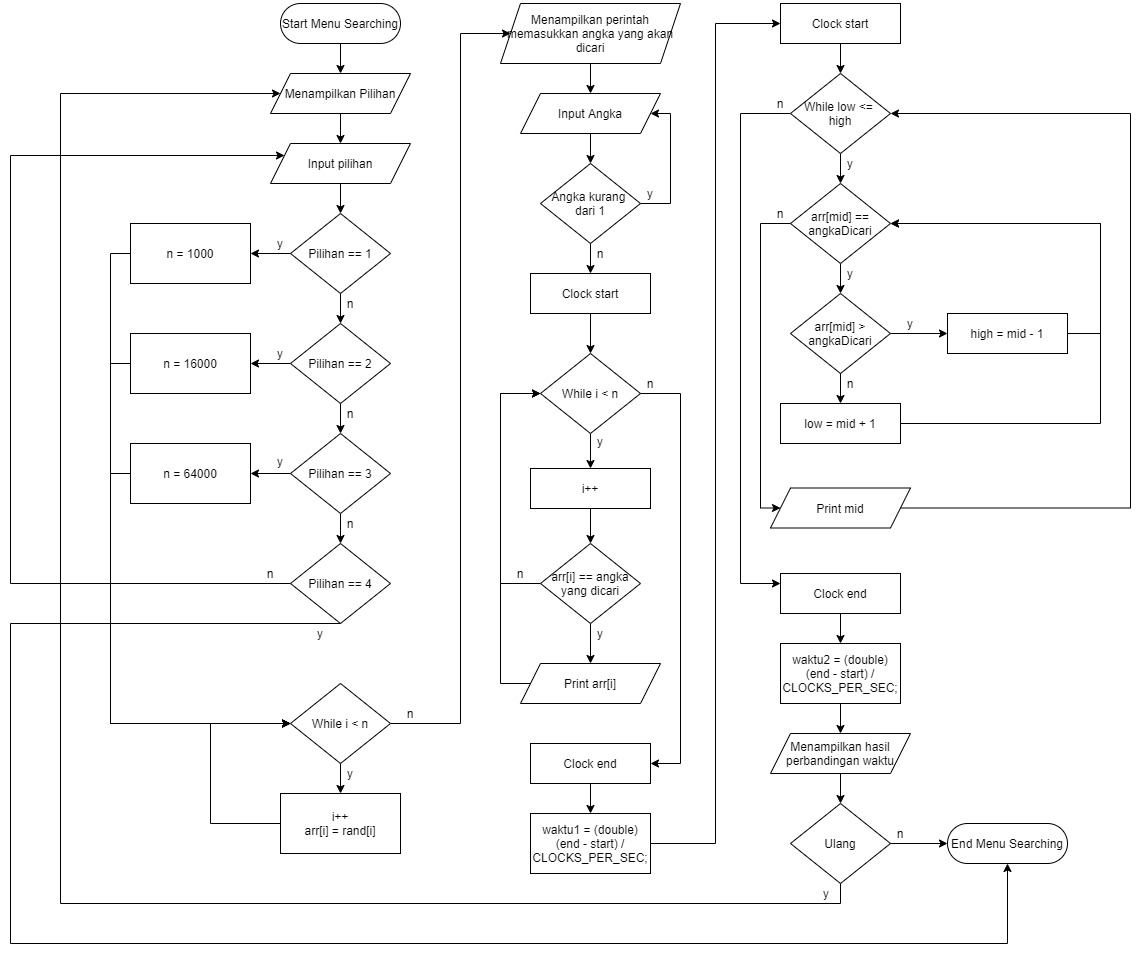 Start Menu Searching
Menampilkan Pilihan
Input pilihan
Pilihan == 1
y
n = 1000
n
Pilihan == 2
y
n = 16000
n
Pilihan == 3
y
n = 64000
n
Pilihan == 4
n
y
While i < n
n
y
i++
arr[i] = rand[i]
Menampilkan perintah
memasukkan angka yang akan
dicari
Input Angka
Angka kurang
dari 1
y
n
Clock start
While i < n
n
y
i++
arr[i] == angka
yang dicari
n
y
Print arr[i]
Clock end
waktu1 = (double)
(end - start) /
CLOCKS_PER_SEC;
Clock start
While low <=
high
n
y
arr[mid] ==
angkaDicari
n
y
arr[mid] >
angkaDicari
y
high = mid - 1
n
low = mid + 1
Print mid
Clock end
waktu2 = (double)
(end - start) /
CLOCKS_PER_SEC;
Menampilkan hasil
perbandingan waktu
Ulang
n
y
End Menu Searching